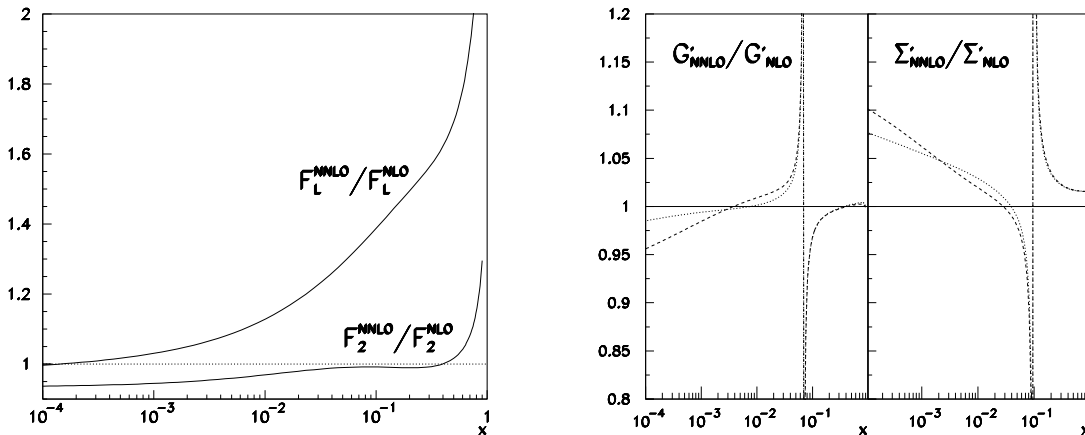 2
1.8
1.6
1.4
1.2
1
F_L^NNLO/F_L^NLO
F_2^NNLO/F_2^NLO
10^-4 10^-3 10^-2 10^-1 1
x
1.2
1.15
1.1
1.05
1
0.95
0.9
0.85
0.8
G'_NNLO/G'_NLO
Σ'_NNLO/Σ'_NLO
10^-4 10^-3 10^-2 10^-1
10^-3 10^-2 10^-1 1
x